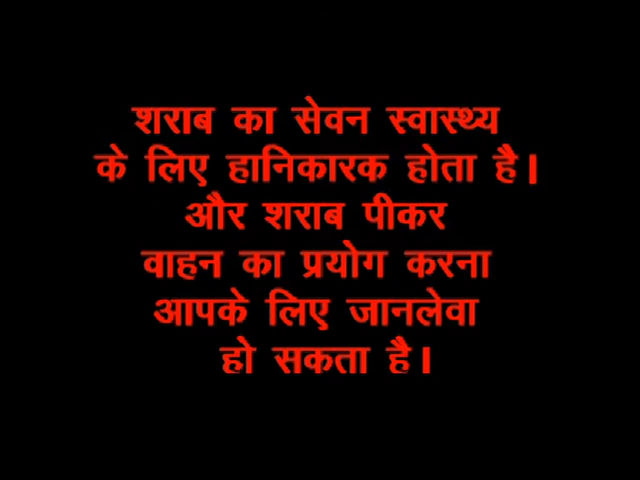 शराब का सेवन स्वास्थ्य
के लिए हानिकारक होता है।
और शराब पीकर
वाहन का प्रयोग करना
आपके लिए जानलेवा
हो सकता है।